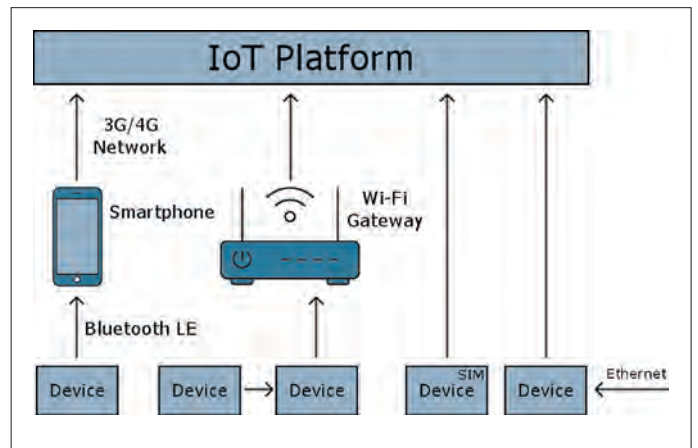 IoT Platform
3G/4G
Network
Smartphone
Wi-Fi
Gateway
Bluetooth LE
Device
Device
Device
SIM
Device
Device
Ethernet